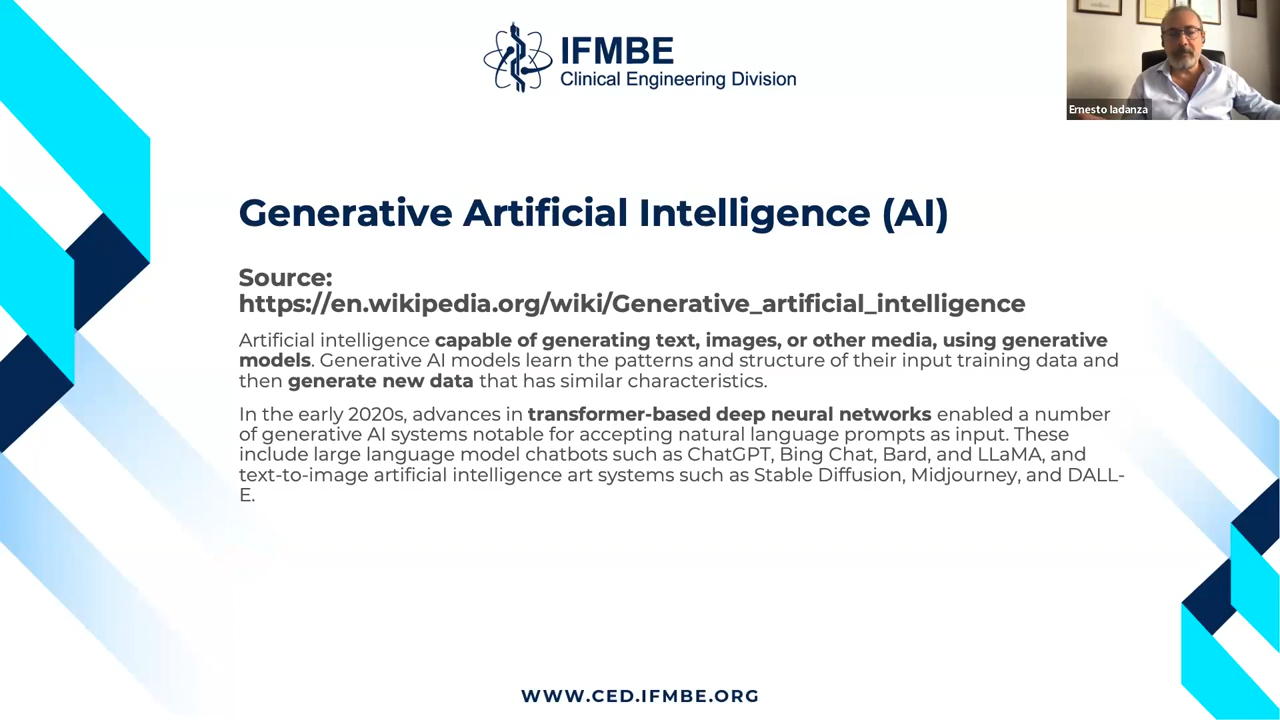 IFMBE
Clinical Engineering Division
Ernesto Iadanza
Generative Artificial Intelligence (AI)
Source:
https://en.wikipedia.org/wiki/Generative_artificial_intelligence
Artificial intelligence capable of generating text, images, or other media, using generative
models. Generative AI models learn the patterns and structure of their input training data and
then generate new data that has similar characteristics.
In the early 2020s, advances in transformer-based deep neural networks enabled a number
of generative AI systems notable for accepting natural language prompts as input. These
include large language model chatbots such as ChatGPT, Bing Chat, Bard, and LLaMA, and
text-to-image artificial intelligence art systems such as Stable Diffusion, Midjourney, and DALL-
E.
WWW.CED.IFMBE.ORG